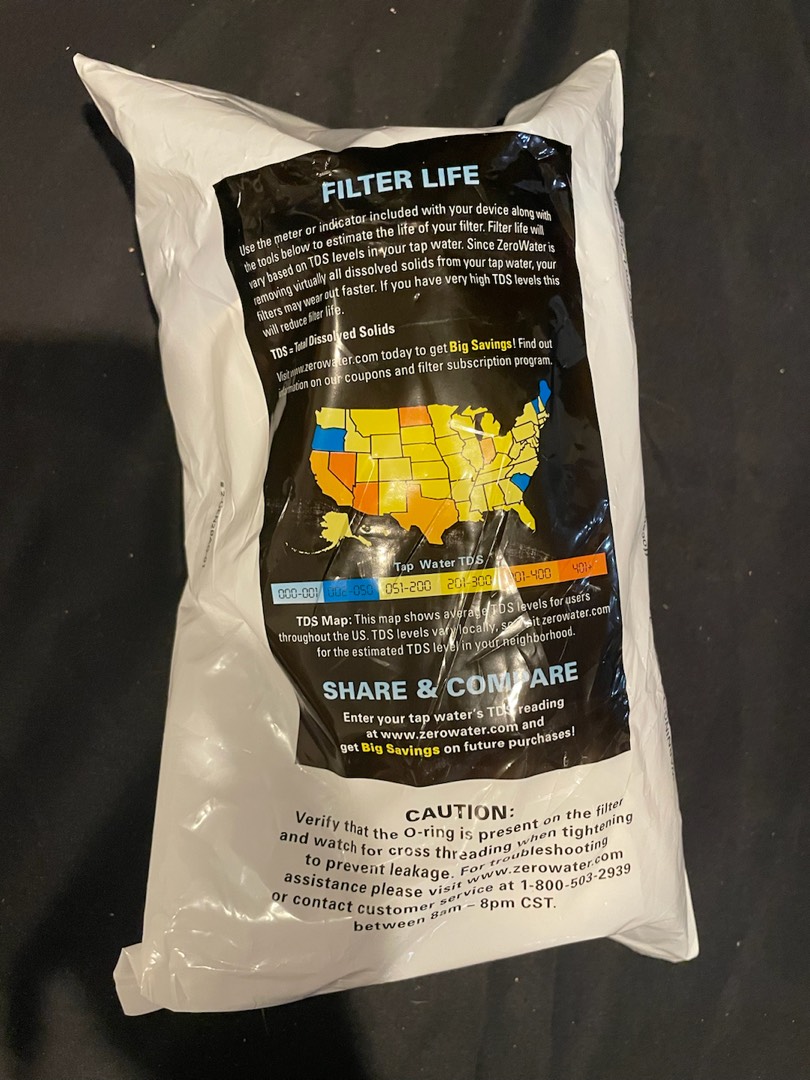 FILTER LIFE
Use the meter or indicator included with your device along with
the tools below to estimate the life of your filter. Filter life will
vary based on TDS levels in your tap water. Since ZeroWater is
removing virtually all dissolved solids from your tap water, your
filters may wear out faster. If you have very high TDS levels this
will reduce filter life.
TDS = Total Dissolved Solids
Visit www.zerowater.com today to get Big Savings! Find out
information on our coupons and filter subscription program.
Tap Water TDS
000-001 002-050 051-200 201-300 301-400 401+
TDS Map: This map shows average TDS levels for users
throughout the US. TDS levels vary locally, so visit zerowater.com
for the estimated TDS level in your neighborhood.
SHARE & COMPARE
Enter your tap water's TDS reading
at www.zerowater.com and
get Big Savings on future purchases!
CAUTION:
Verify that the O-ring is present on the filter
and watch for cross threading when tightening
to prevent leakage. For troubleshooting
assistance please visit www.zerowater.com
or contact customer service at 1-800-503-2939
between 8am – 8pm CST.